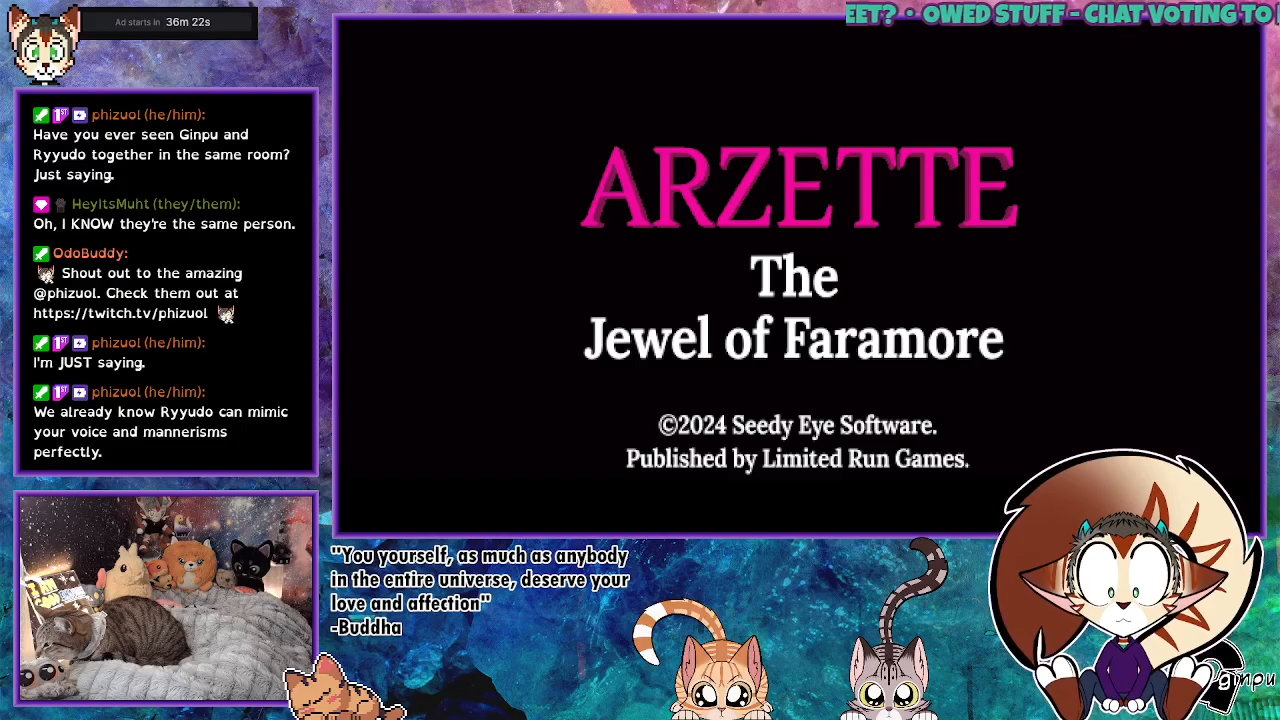 Ad starts in 36m 22s
EET? • OWED STUFF - CHAT VOTING TO
phizuol (he/him):
Have you ever seen Ginpu and
Ryyudo together in the same room?
Just saying.
HeyItsMuht (they/them):
Oh, I KNOW they're the same person.
OdoBuddy:
Shout out to the amazing
@phizuol. Check them out at
https://twitch.tv/phizuol
phizuol (he/him):
I'm JUST saying.
phizuol (he/him):
We already know Ryyudo can mimic
your voice and mannerisms
perfectly.
ARZETTE
The
Jewel of Faramore
©2024 Seedy Eye Software.
Published by Limited Run Games.
"You yourself, as much as anybody
in the entire universe, deserve your
love and affection"
-Buddha
ginpu